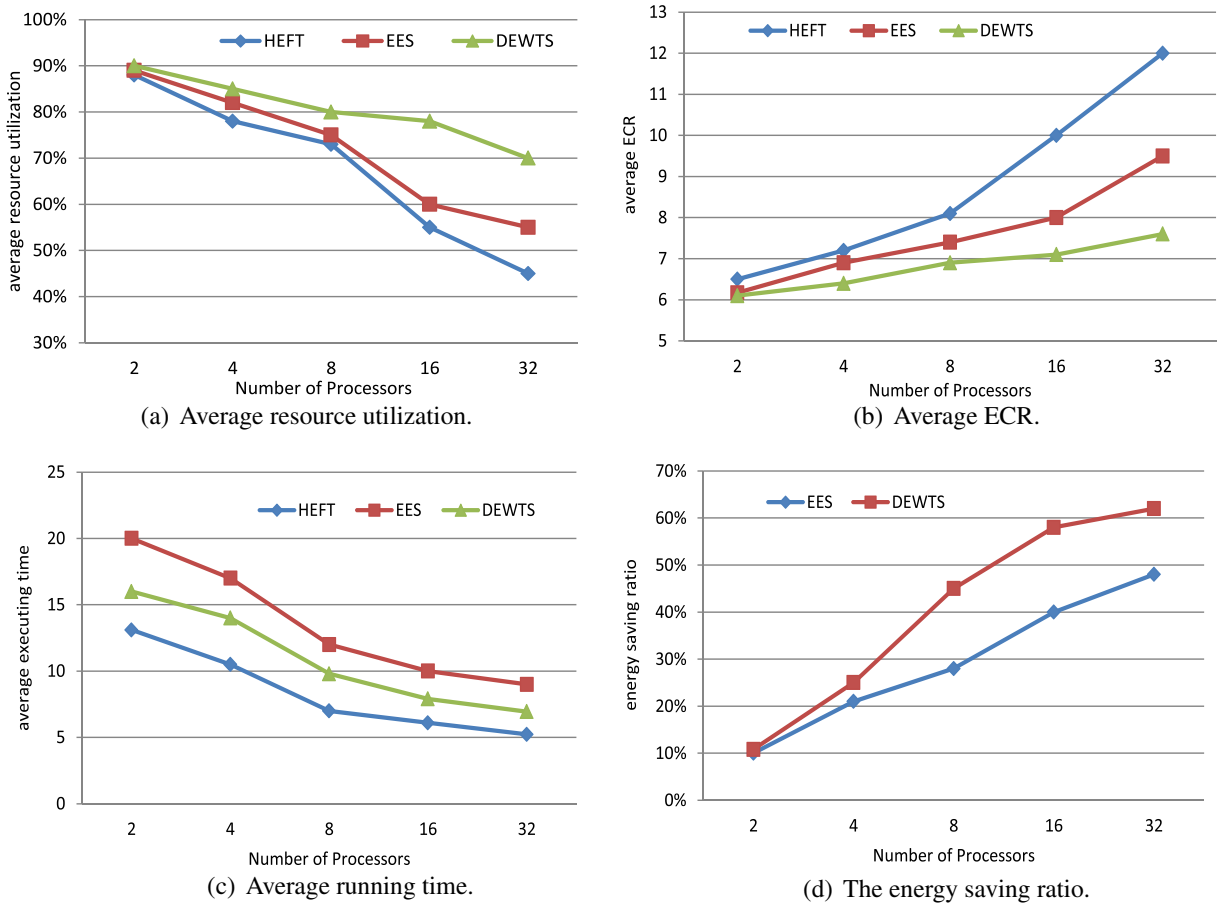 100%
90%
80%
70%
60%
50%
40%
30%
average resource utilization
HEFT EES DEWTS
2 4 8 16 32
Number of Processors
(a) Average resource utilization.
13
12
11
10
9
8
7
6
5
average ECR
HEFT EES DEWTS
2 4 8 16 32
Number of Processors
(b) Average ECR.
25
20
15
10
5
0
average executing time
HEFT EES DEWTS
2 4 8 16 32
Number of Processors
(c) Average running time.
70%
60%
50%
40%
30%
20%
10%
0%
energy saving ratio
EES DEWTS
2 4 8 16 32
Number of Processors
(d) The energy saving ratio.